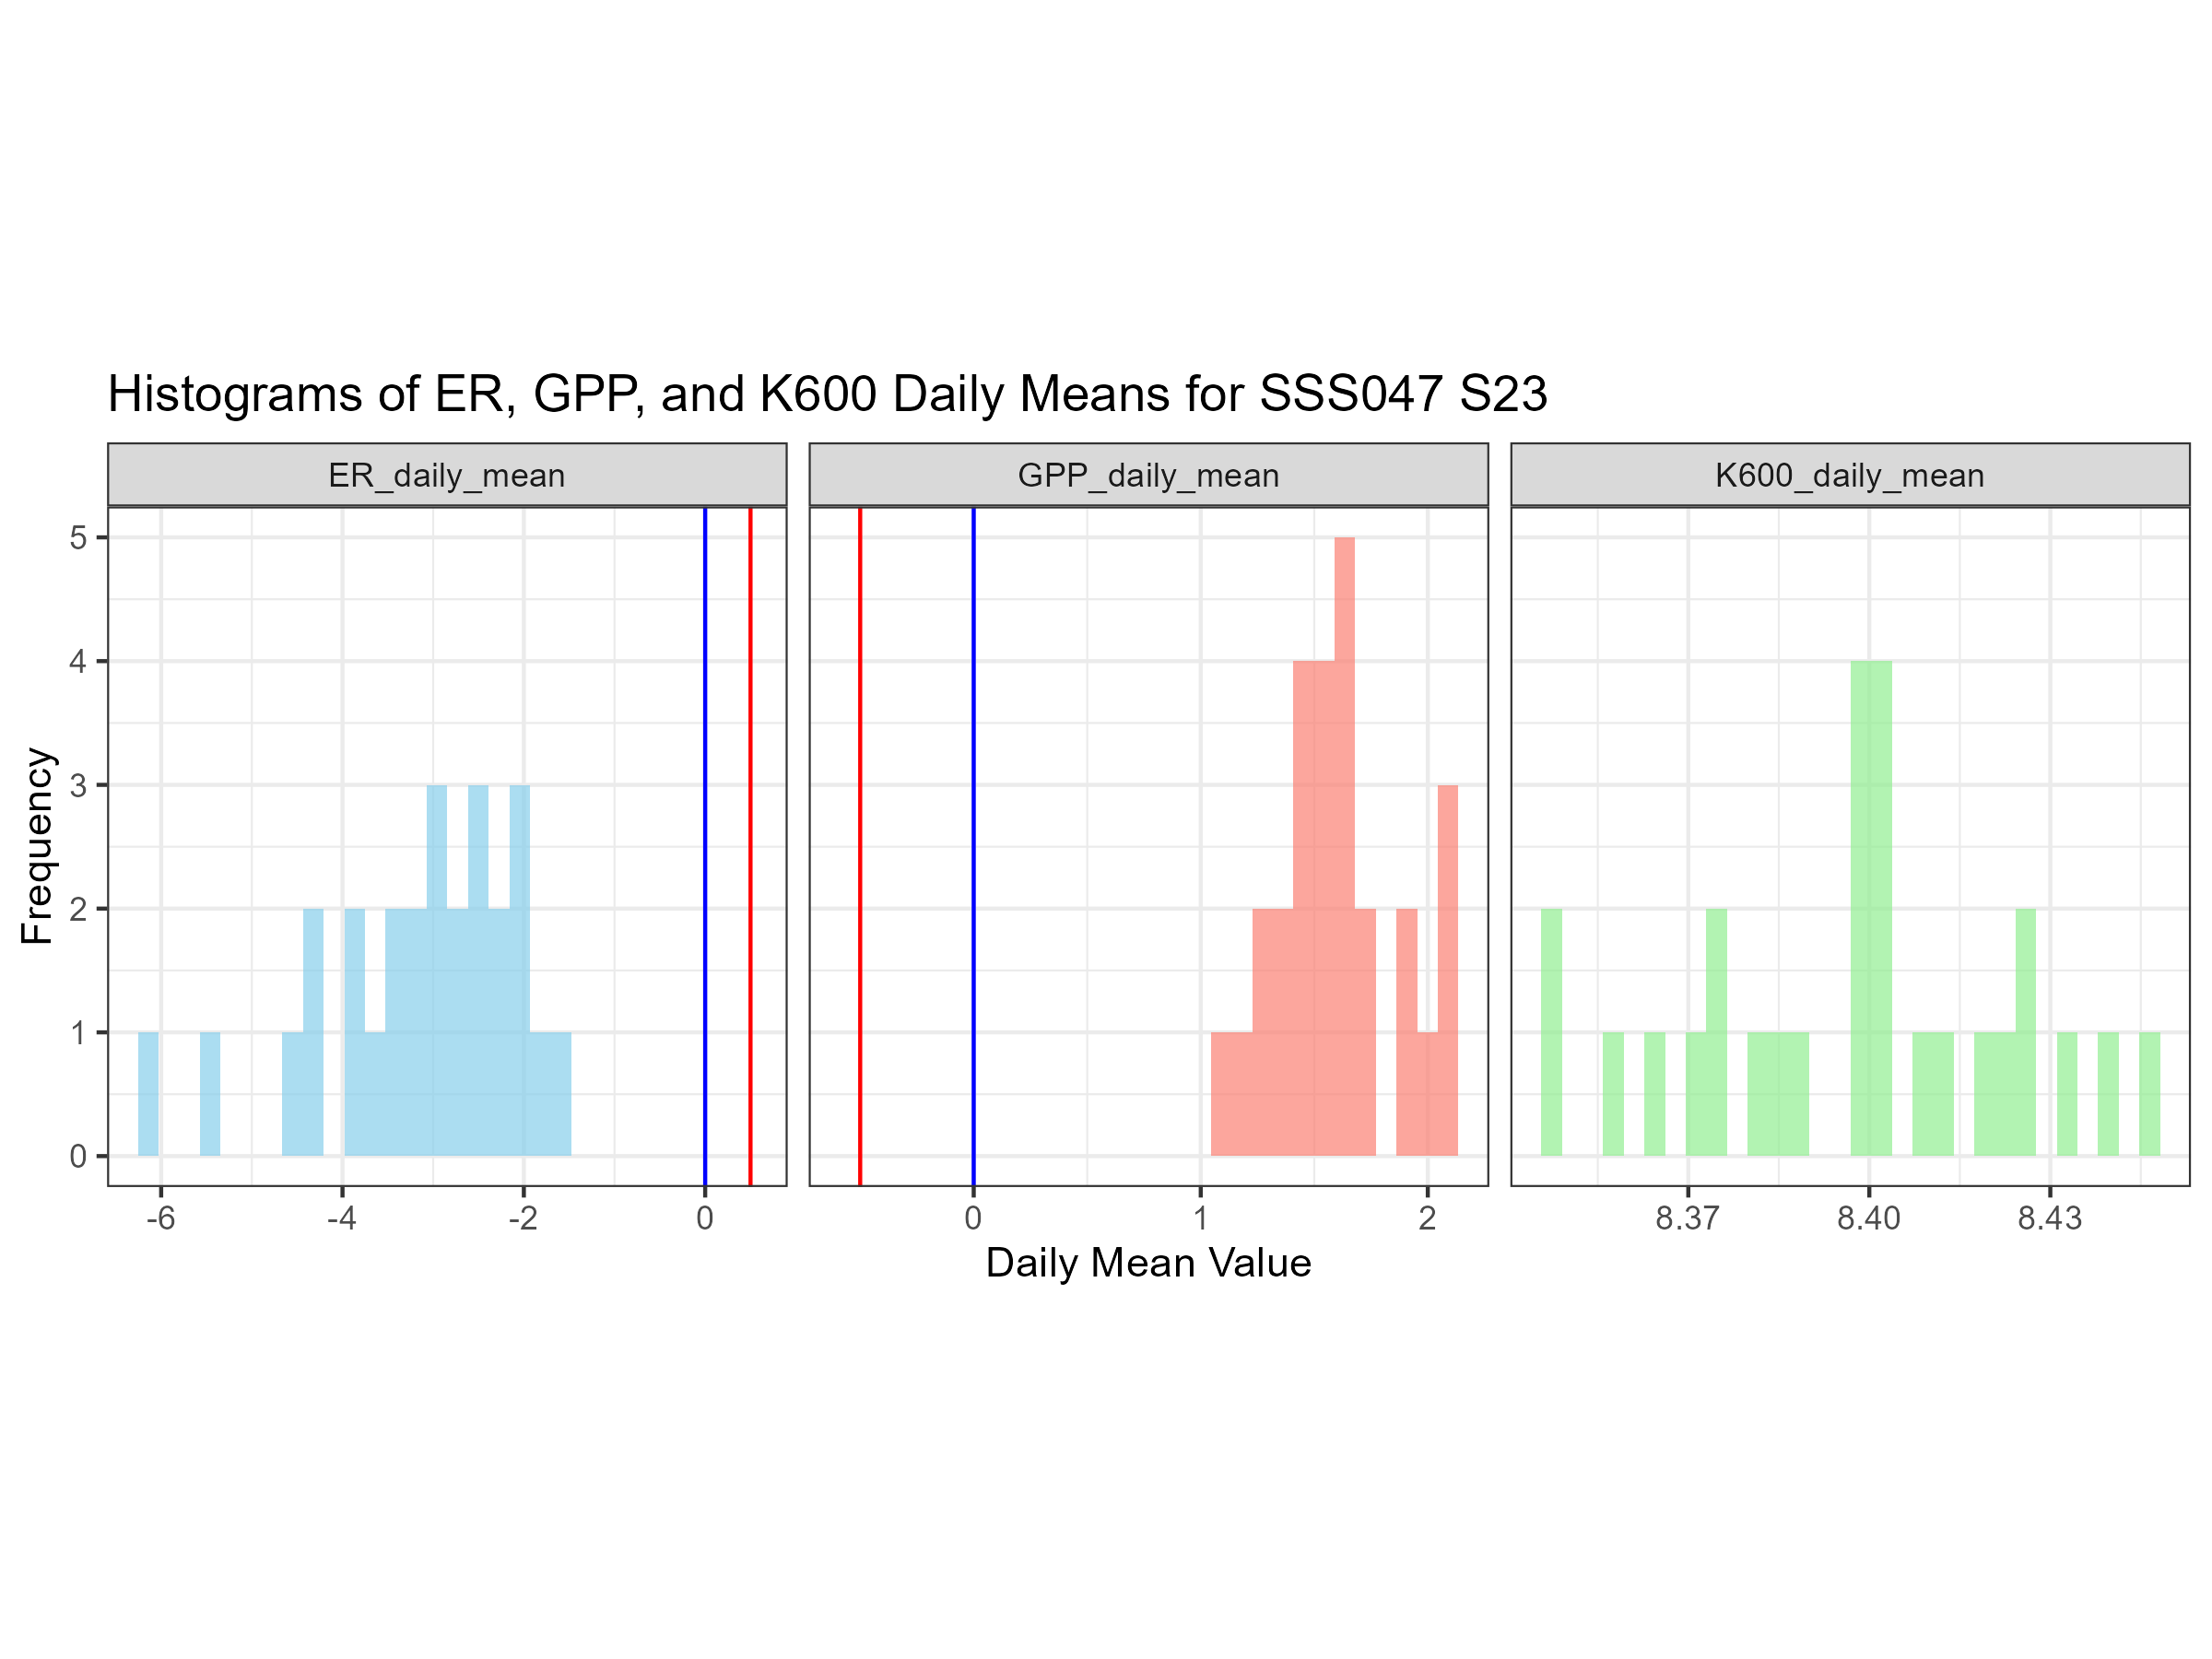 Histograms of ER, GPP, and K600 Daily Means for SSS047 S23
ER_daily_mean GPP_daily_mean K600_daily_mean
5
4
3
2
1
0
Frequency
-6 -4 -2 0 0 1 2 8.37 8.40 8.43
Daily Mean Value